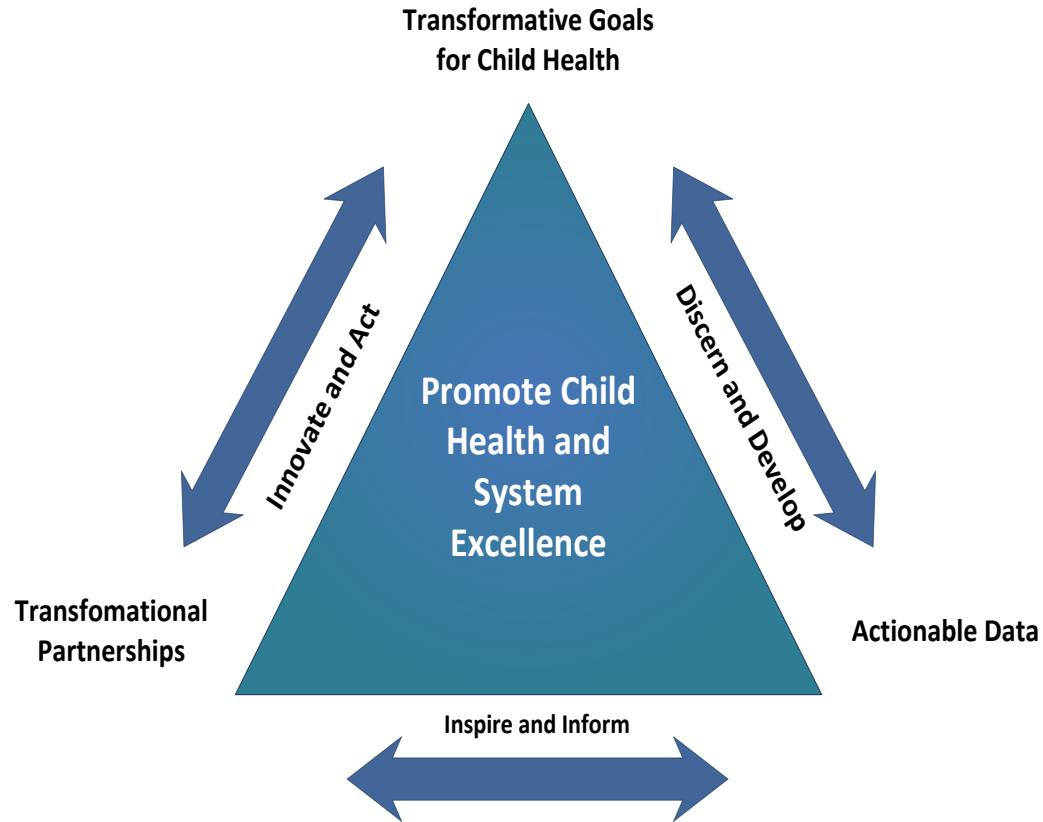 Transformative Goals
for Child Health
Innovate and Act
Discern and Develop
Promote Child
Health and
System
Excellence
Transfomational
Partnerships
Actionable Data
Inspire and Inform